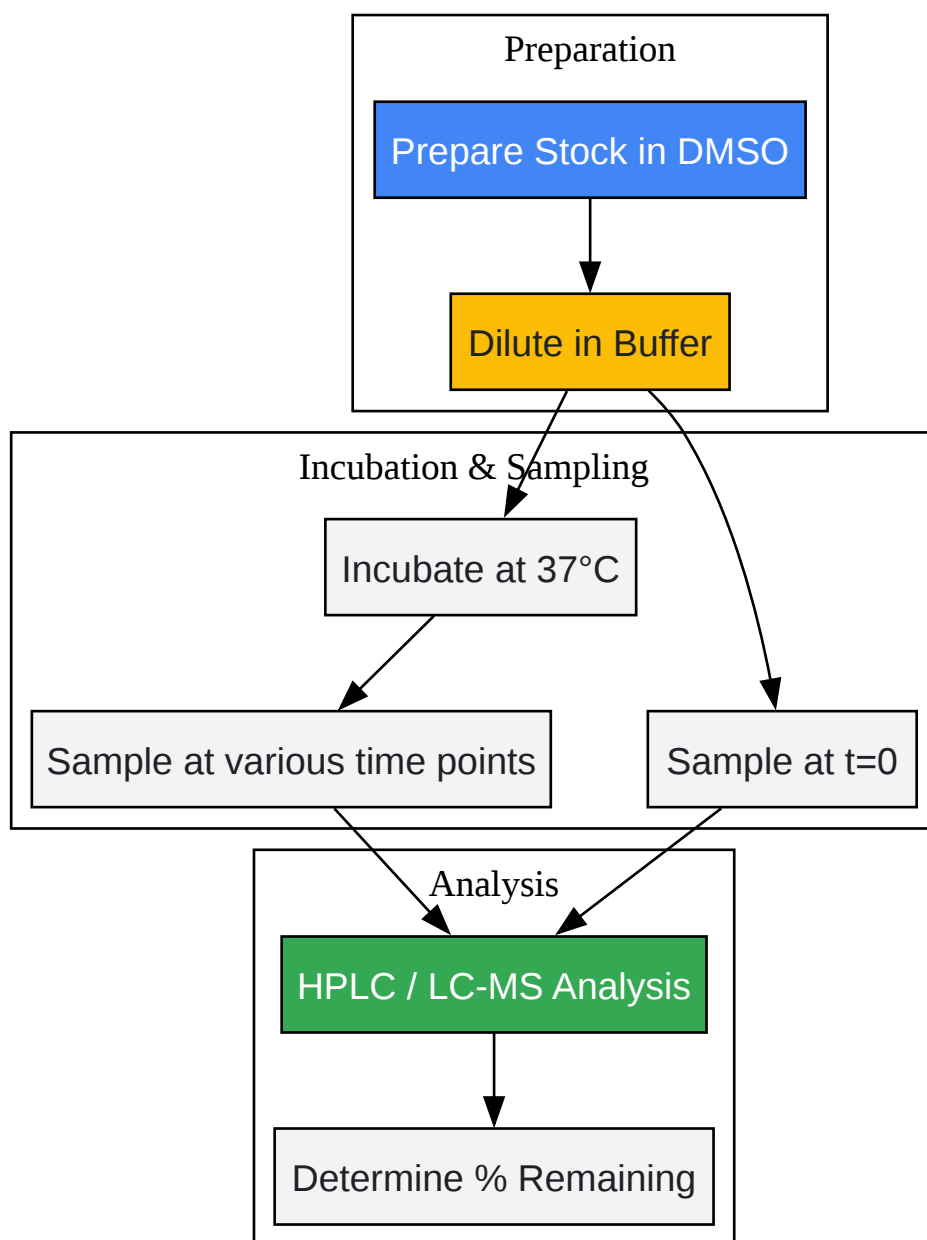 Preparation
Prepare Stock in DMSO
Dilute in Buffer
Incubation & Sampling
Incubate at 37°C
Sample at various time points
Sample at t=0
Analysis
HPLC / LC-MS Analysis
Determine % Remaining